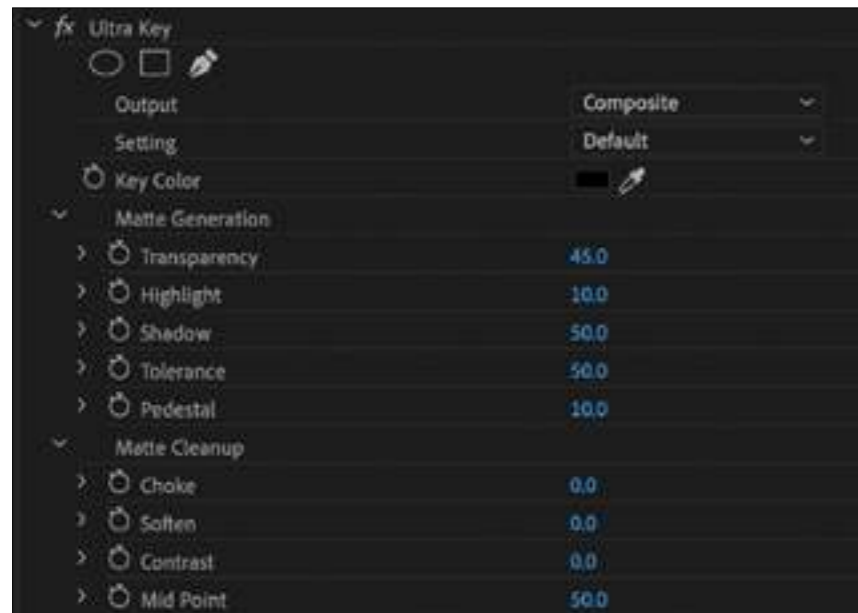 fx Ultra Key
Output Composite
Setting Default
Key Color
Matte Generation
Transparency 45.0
Highlight 10.0
Shadow 50.0
Tolerance 50.0
Pedestal 10.0
Matte Cleanup
Choke 0.0
Soften 0.0
Contrast 0.0
Mid Point 50.0